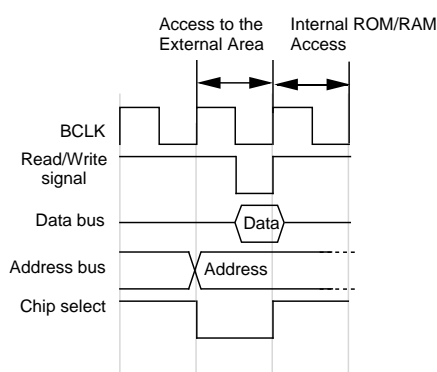 Access to the
External Area
Internal ROM/RAM
Access
BCLK
Read/Write
signal
Data bus
Data
Address bus
Address
Chip select